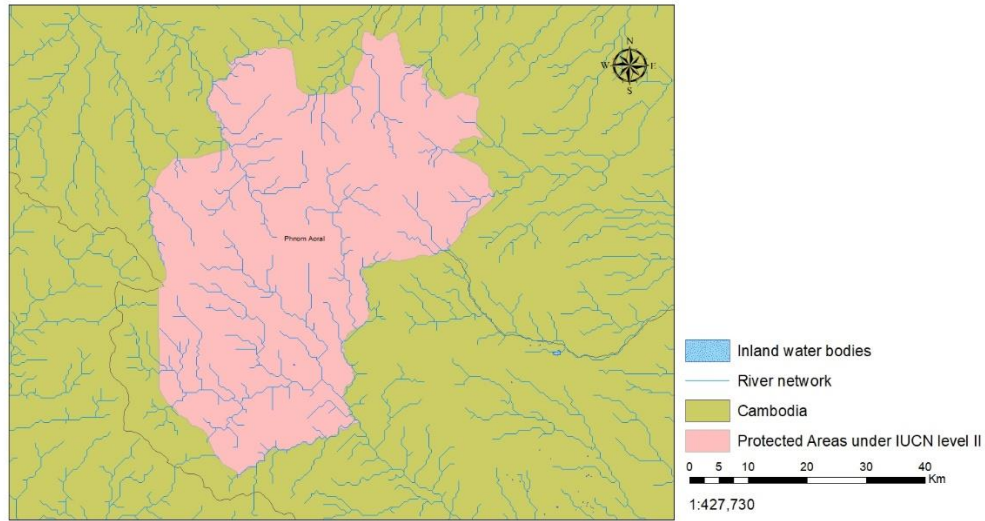 N
W E
S
Phnom Aoral
Inland water bodies
River network
Cambodia
Protected Areas under IUCN level II
0 5 10 20 30 40
Km
1:427,730